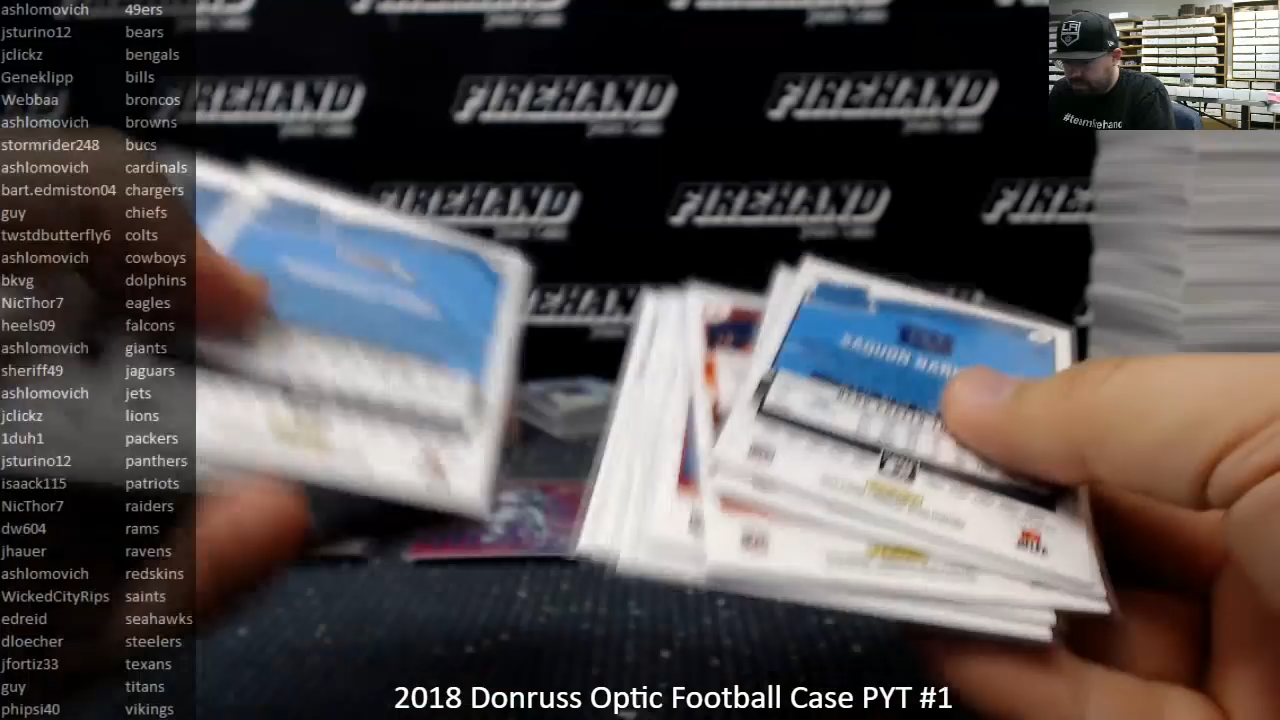 ashlomovich 49ers
jsturino12 bears
jclickz bengals
Geneklipp bills
Webbaa broncos
ashlomovich browns
stormrider248 bucs
ashlomovich cardinals
bart.edmiston04 chargers
guy chiefs
twstdbutterfly6 colts
ashlomovich cowboys
bkvg dolphins
NicThor7 eagles
heels09 falcons
ashlomovich giants
sheriff49 jaguars
ashlomovich jets
jclickz lions
1duh1 packers
jsturino12 panthers
isaack115 patriots
NicThor7 raiders
dw604 rams
jhauer ravens
ashlomovich redskins
WickedCityRips saints
edreid seahawks
dloecher steelers
jfortiz33 texans
guy titans
phipsi40 vikings
FIREHAND FIREHAND FIREHAND
FIREHAND FIREHAND FIRE
FIREHAND
SAQUON
#teamfirehand
2018 Donruss Optic Football Case PYT #1